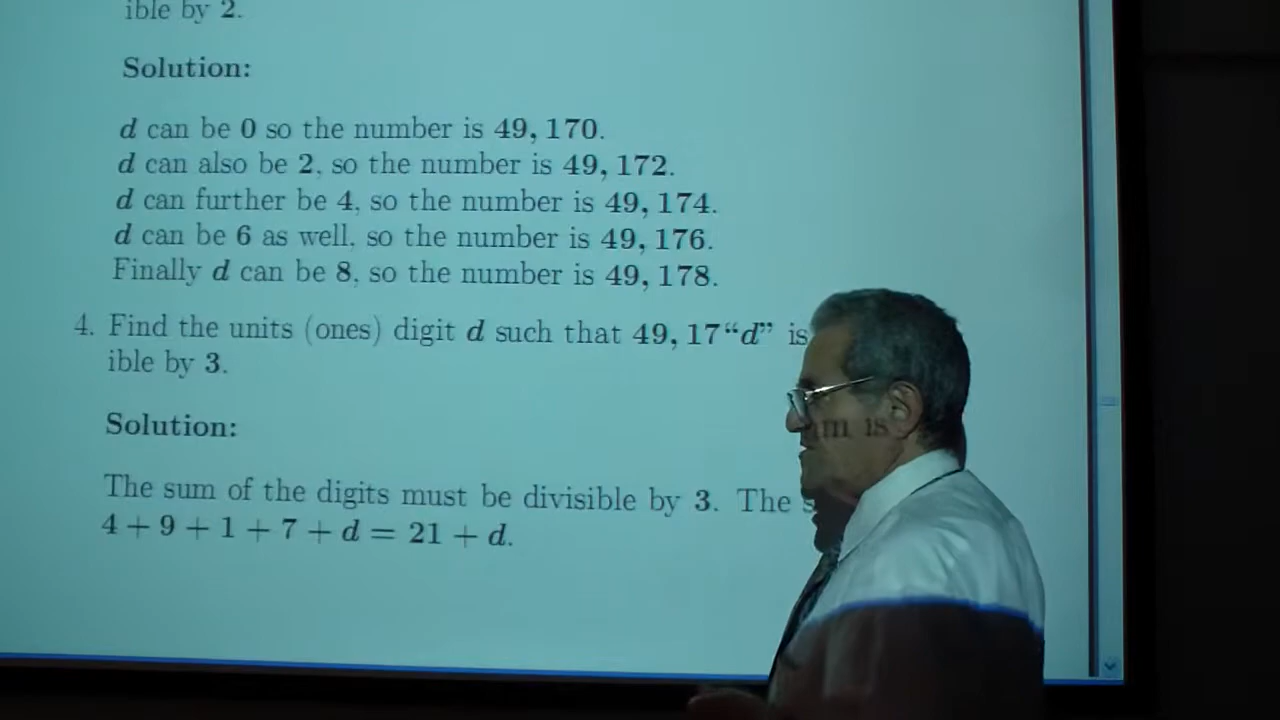 ible by 2.
Solution:
d can be 0 so the number is 49, 170.
d can also be 2, so the number is 49, 172.
d can further be 4, so the number is 49, 174.
d can be 6 as well, so the number is 49, 176.
Finally d can be 8, so the number is 49, 178.
4. Find the units (ones) digit d such that 49, 17“d” is
ible by 3.
Solution:
The sum of the digits must be divisible by 3. The
4 + 9 + 1 + 7 + d = 21 + d.